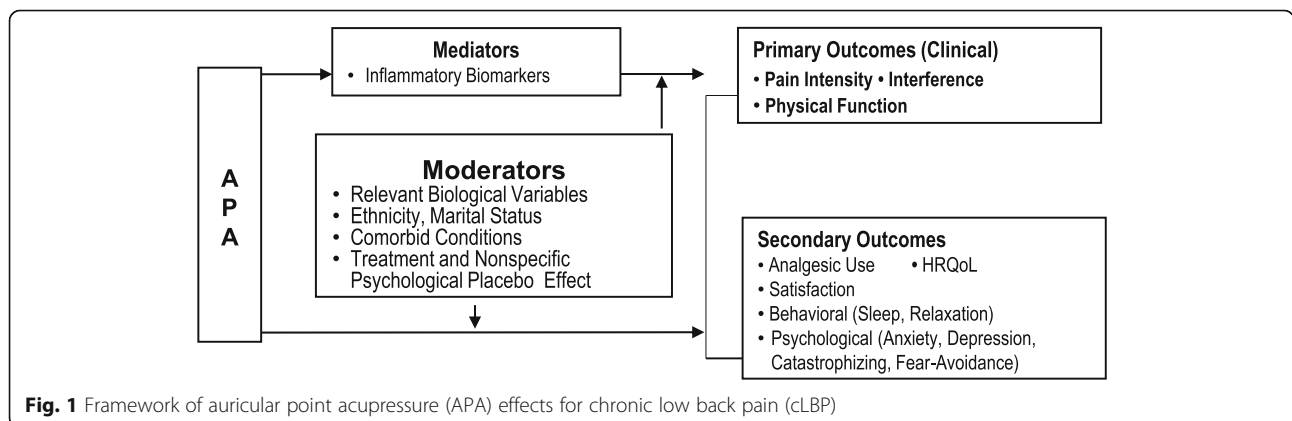 A
P
A
Mediators
• Inflammatory Biomarkers
Moderators
• Relevant Biological Variables
• Ethnicity, Marital Status
• Comorbid Conditions
• Treatment and Nonspecific
Psychological Placebo Effect
Primary Outcomes (Clinical)
• Pain Intensity • Interference
• Physical Function
Secondary Outcomes
• Analgesic Use • HRQoL
• Satisfaction
• Behavioral (Sleep, Relaxation)
• Psychological (Anxiety, Depression,
Catastrophizing, Fear-Avoidance)
Fig. 1 Framework of auricular point acupressure (APA) effects for chronic low back pain (cLBP)